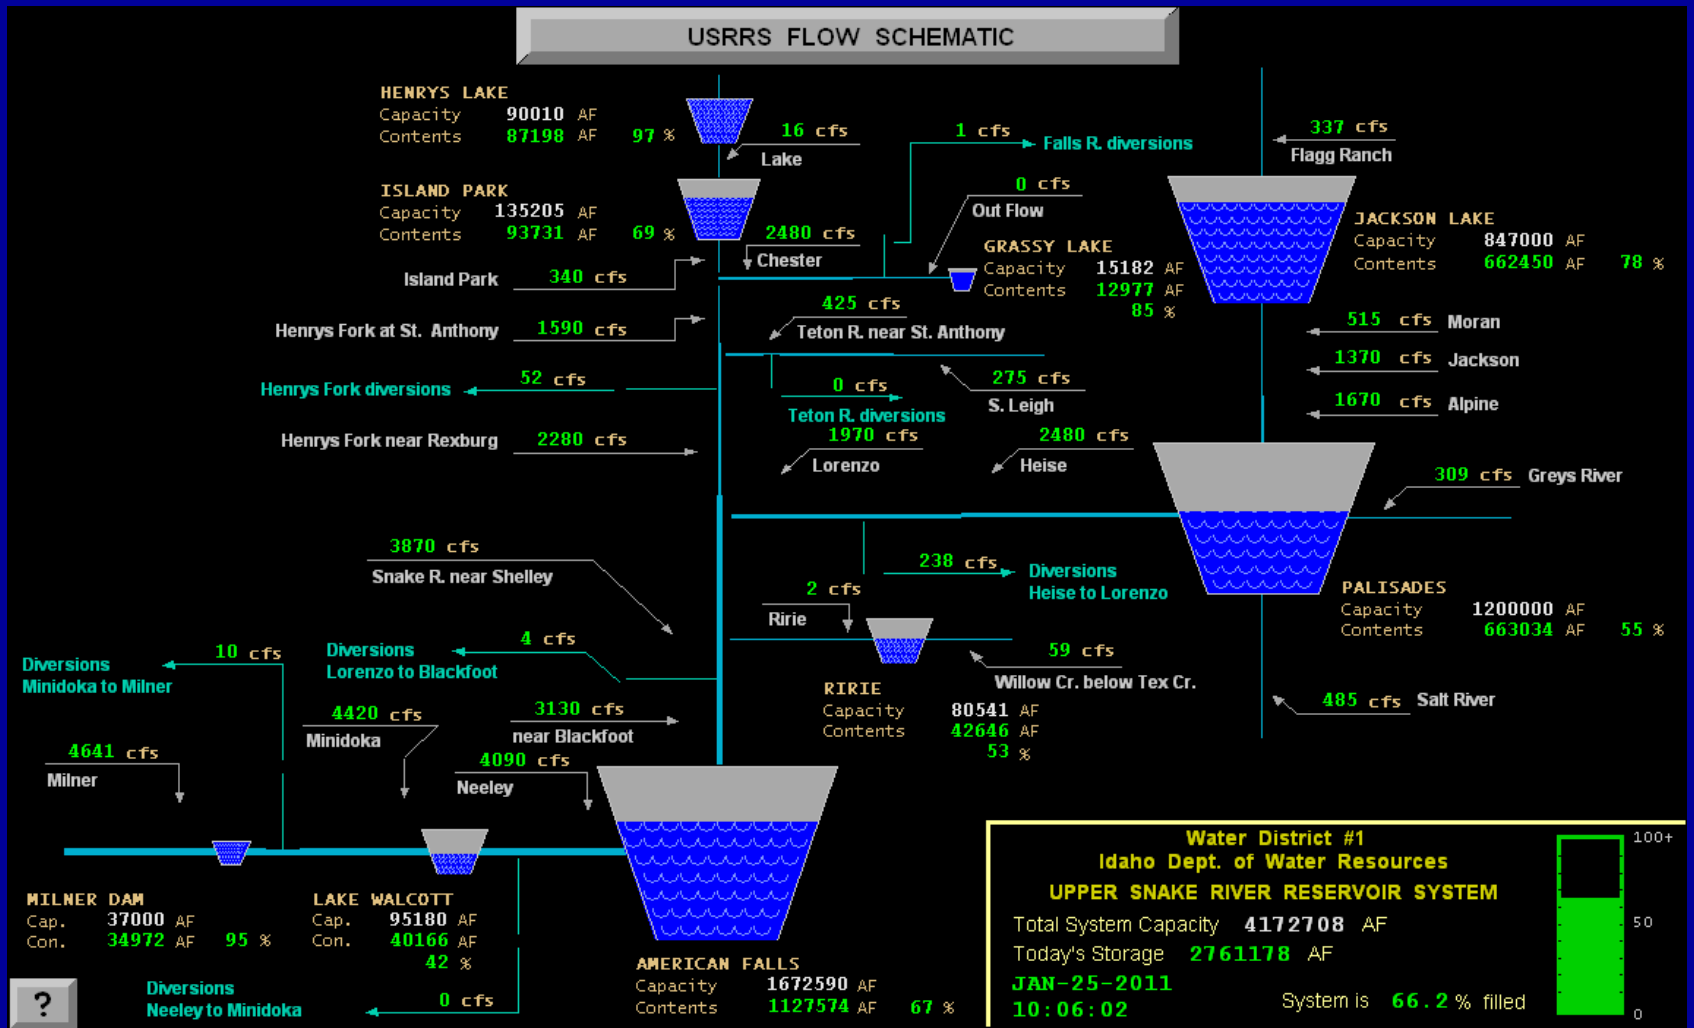 USRRS FLOW SCHEMATIC
HENRYS LAKE
Capacity 90010 AF
Contents 87198 AF 97 %
16 cfs
Lake
1 cfs
Falls R. diversions
337 cfs
Flagg Ranch
ISLAND PARK
Capacity 135205 AF
Contents 93731 AF 69 %
0 cfs
Out Flow
2480 cfs
Chester
GRASSY LAKE
Capacity 15182 AF
Contents 12977 AF
85 %
JACKSON LAKE
Capacity 847000 AF
Contents 662450 AF 78 %
Island Park 340 cfs
425 cfs
Teton R. near St. Anthony
Henrys Fork at St. Anthony 1590 cfs
515 cfs Moran
1370 cfs Jackson
1670 cfs Alpine
Henrys Fork diversions 52 cfs
0 cfs
Teton R. diversions
275 cfs
S. Leigh
Henrys Fork near Rexburg 2280 cfs
1970 cfs
Lorenzo
2480 cfs
Heise
309 cfs Greys River
3870 cfs
Snake R. near Shelley
238 cfs
Diversions
Heise to Lorenzo
2 cfs
Ririe
PALISADES
Capacity 1200000 AF
Contents 663034 AF 55 %
10 cfs
Diversions
Minidoka to Milner
4 cfs
Diversions
Lorenzo to Blackfoot
59 cfs
Willow Cr. below Tex Cr.
RIRIE
Capacity 80541 AF
Contents 42646 AF
53 %
485 cfs Salt River
4420 cfs
Minidoka
3130 cfs
near Blackfoot
4641 cfs
Milner
4090 cfs
Neeley
MILNER DAM
Cap. 37000 AF
Con. 34972 AF 95 %
LAKE WALCOTT
Cap. 95180 AF
Con. 40166 AF
42 %
AMERICAN FALLS
Capacity 1672590 AF
Contents 1127574 AF 67 %
Diversions
Neeley to Minidoka
0 cfs
?
Water District #1
Idaho Dept. of Water Resources
UPPER SNAKE RIVER RESERVOIR SYSTEM
Total System Capacity 4172708 AF
Today's Storage 2761178 AF
JAN-25-2011
10:06:02
System is 66.2 % filled
100+
50
0